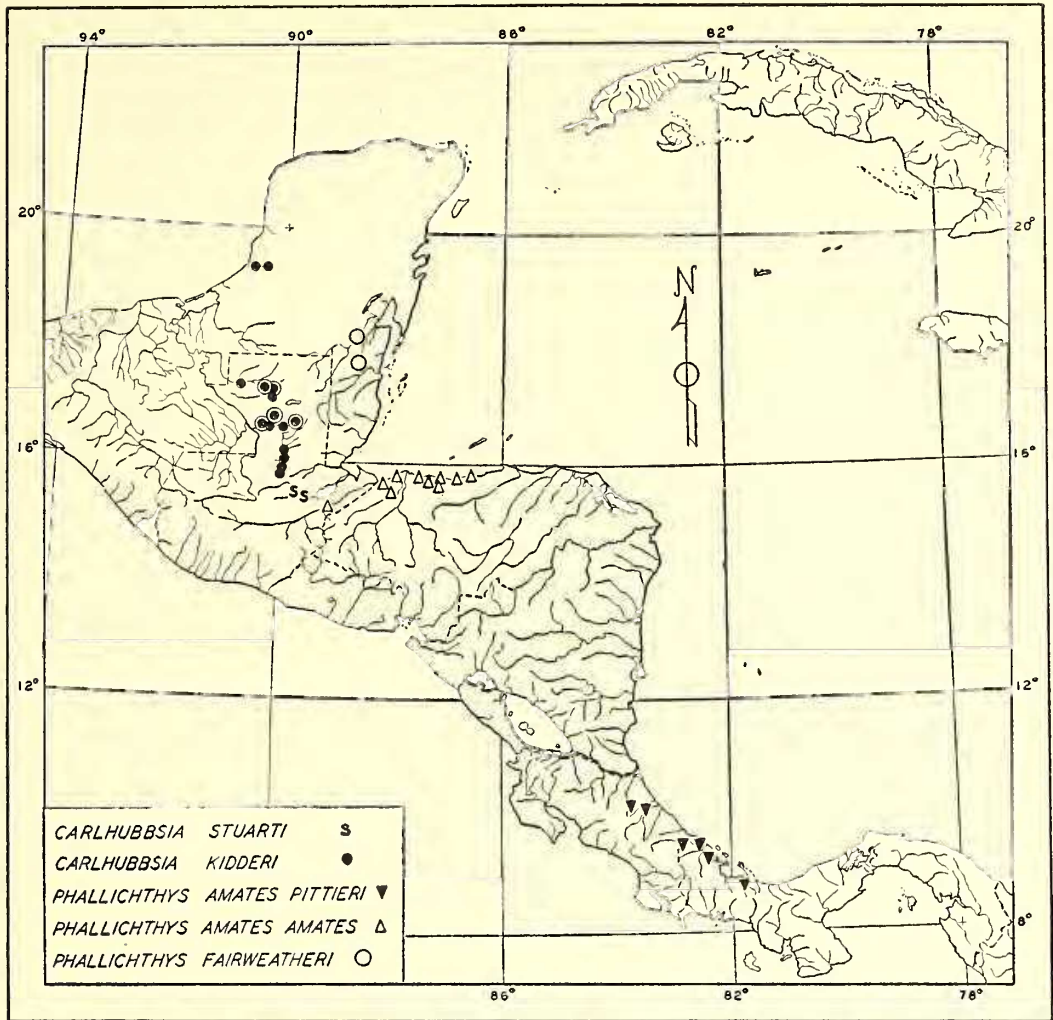 94° 90° 86° 82° 78°
20° 20°
N
16° 16°
S S
12° 12°
CARLHUBBSIA STUARTI S
CARLHUBBSIA KIDDERI ●
PHALLICHTHYS AMATES PITTIERI ▼
PHALLICHTHYS AMATES AMATES △
PHALLICHTHYS FAIRWEATHERI ○
8°
86° 82° 78°